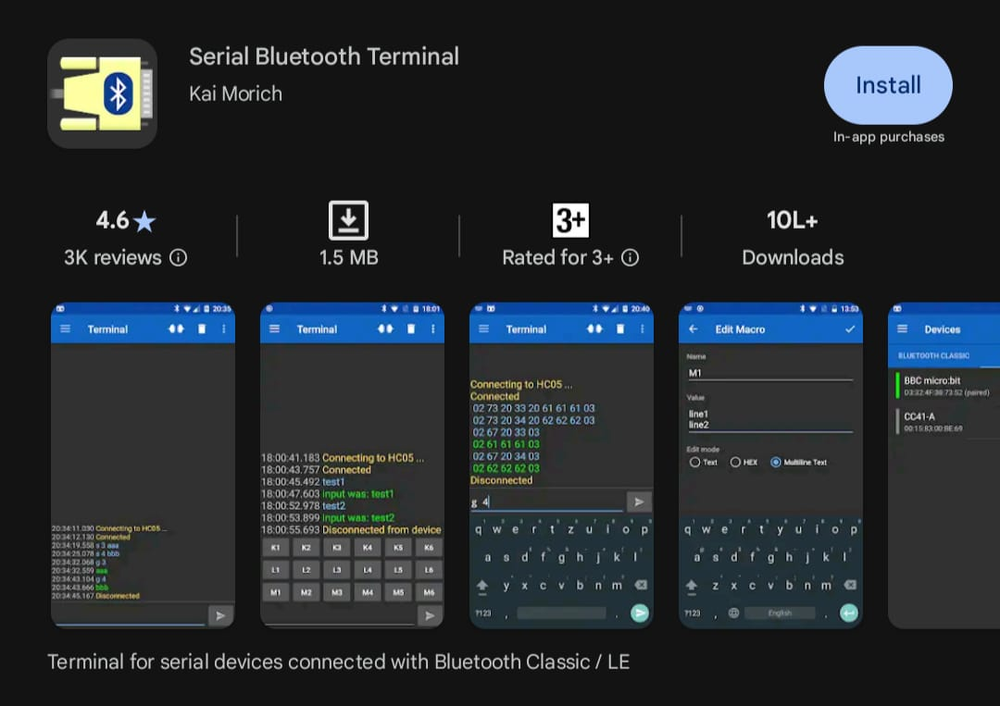 Serial Bluetooth Terminal
Kai Morich
Install
In-app purchases
4.6★
3K reviews
1.5 MB
3+
Rated for 3+
10L+
Downloads
20:35
Terminal
20:34:11.030 Connecting to HC05 ...
20:34:12.130 Connected
20:34:19.558 s 3 aaa
20:34:25.078 s 4 bbb
20:34:32.068 g 3
20:34:32.559 aaa
20:34:43.104 g 4
20:34:43.666 bbb
20:34:45.167 Disconnected
18:01
Terminal
18:00:41.183 Connecting to HC05 ...
18:00:43.757 Connected
18:00:45.492 test1
18:00:47.603 input was: test1
18:00:52.978 test2
18:00:53.899 input was: test2
18:00:55.693 Disconnected from device
K1 K2 K3 K4 K5 K6
L1 L2 L3 L4 L5 L6
M1 M2 M3 M4 M5 M6
20:40
Terminal
Connecting to HC05 ...
Connected
02 73 20 33 20 61 61 61 03
02 73 20 34 20 62 62 62 03
02 67 20 33 03
02 61 61 61 03
02 67 20 34 03
02 62 62 62 03
Disconnected
g 4
q w e r t z u i o p
a s d f g h j k l
y x c v b n m
?123 , .
13:53
Edit Macro
Name
M1
Value
line1
line2
Edit mode
Text HEX Multiline Text
q w e r t y u i o p
a s d f g h j k l
z x c v b n m
?123 , English .
Devices
BLUETOOTH CLASSIC
BBC micro:bit
03:32:4F:38:73:52 (paired)
CC41-A
00:15:83:00:BE:69
Terminal for serial devices connected with Bluetooth Classic / LE